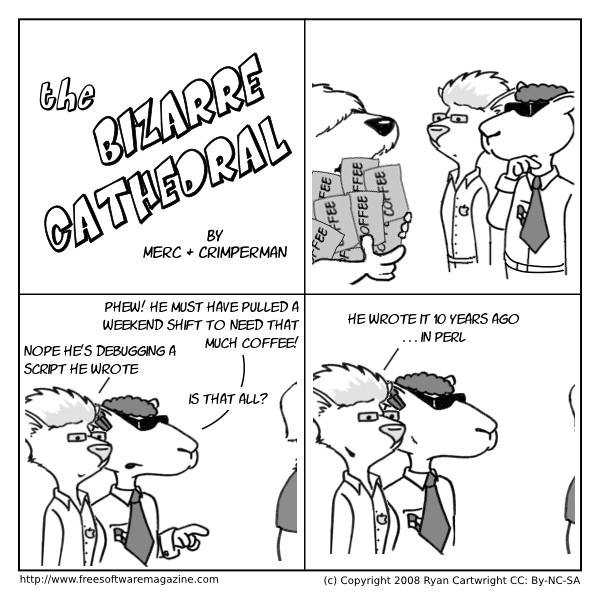 the
BIZARRE
CATHEDRAL
BY
MERC + CRIMPERMAN
COFFEE
COFFEE
COFFEE
COFFEE
PHEW! HE MUST HAVE PULLED A
WEEKEND SHIFT TO NEED THAT
MUCH COFFEE!
NOPE HE'S DEBUGGING A
SCRIPT HE WROTE
IS THAT ALL?
HE WROTE IT 10 YEARS AGO
...IN PERL
http://www.freesoftwaremagazine.com
(c) Copyright 2008 Ryan Cartwright CC: By-NC-SA